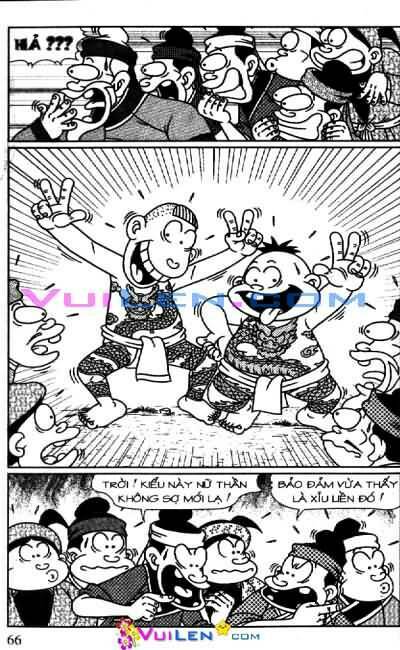 HẢ ???
VUILEN.COM
TRỜI ! KIỂU NÀY NỮ THẦN
KHÔNG SỢ MỚI LẠ !
BẢO ĐẢM VỪA THẤY
LÀ XỈU LIỀN ĐÓ !
66
VUILEN.COM